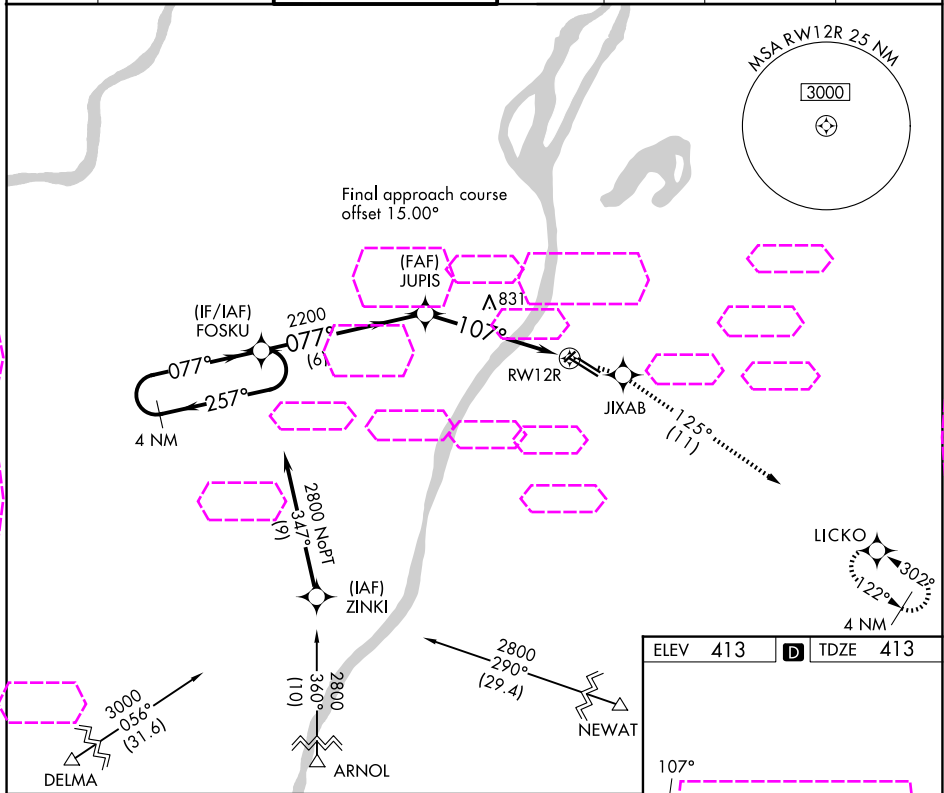 MSA RW12R 25 NM
3000
Final approach course
offset 15.00°
(FAF)
JUPIS
831
(IF/IAF)
FOSKU
2200
077°
(6)
107°
077°
257°
4 NM
RW12R
JIXAB
125°
(11)
2800 NoPT
347°
(9)
LICKO
302°
122°
4 NM
(IAF)
ZINKI
2800
360°
(10)
ARNOL
2800
290°
(29.4)
NEWAT
3000
056°
(31.6)
DELMA
ELEV 413 D TDZE 413
107°